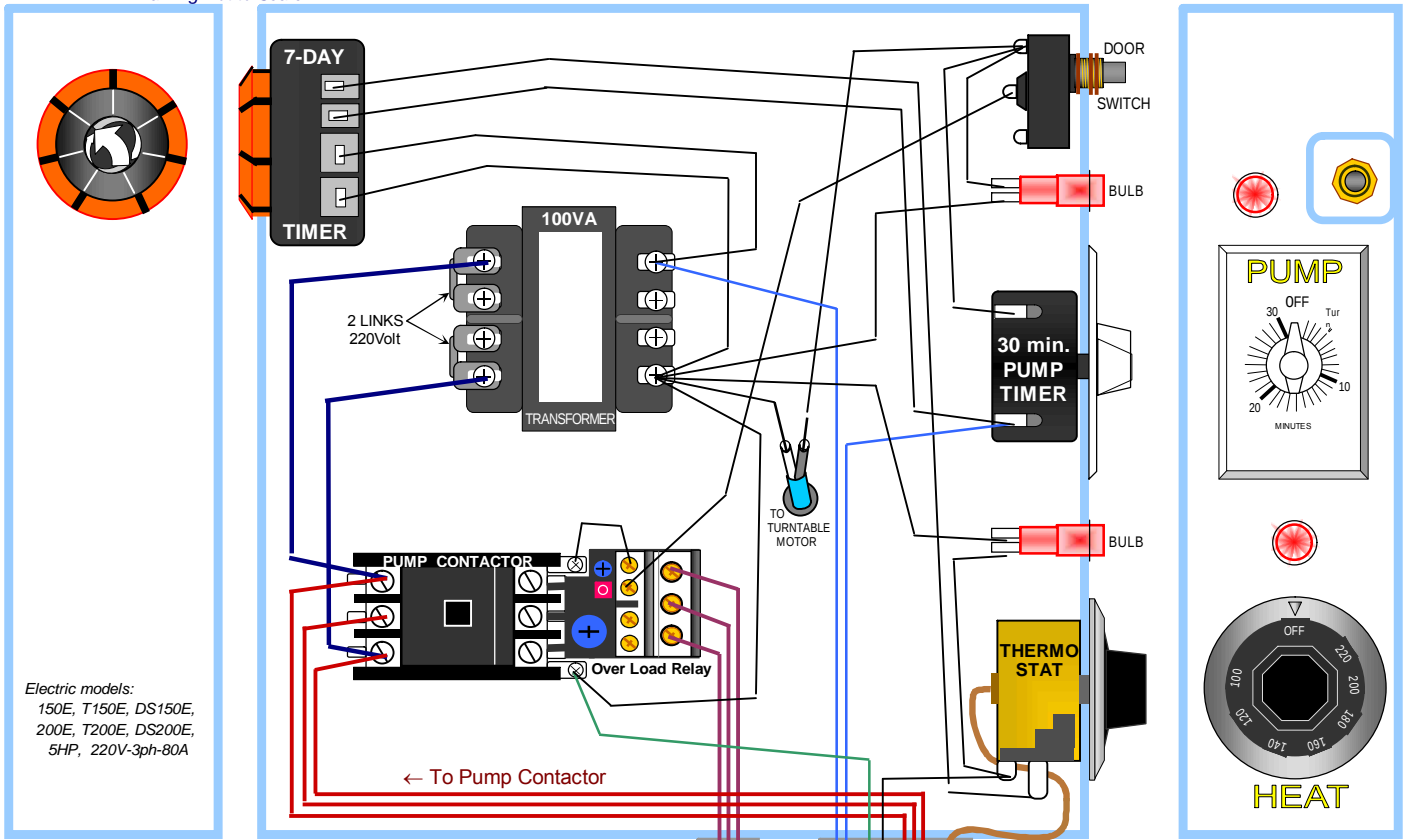 7-DAY
TIMER
100VA
TRANSFORMER
2 LINKS
220Volt
DOOR
SWITCH
BULB
30 min.
PUMP
TIMER
TO
TURNTABLE
MOTOR
BULB
PUMP CONTACTOR
Over Load Relay
THERMO
STAT
← To Pump Contactor
Electric models:
150E, T150E, DS150E,
200E, T200E, DS200E,
5HP, 220V-3ph-80A
PUMP
OFF
30
Tur
10
20
MINUTES
OFF
220
200
180
160
140
120
100
HEAT